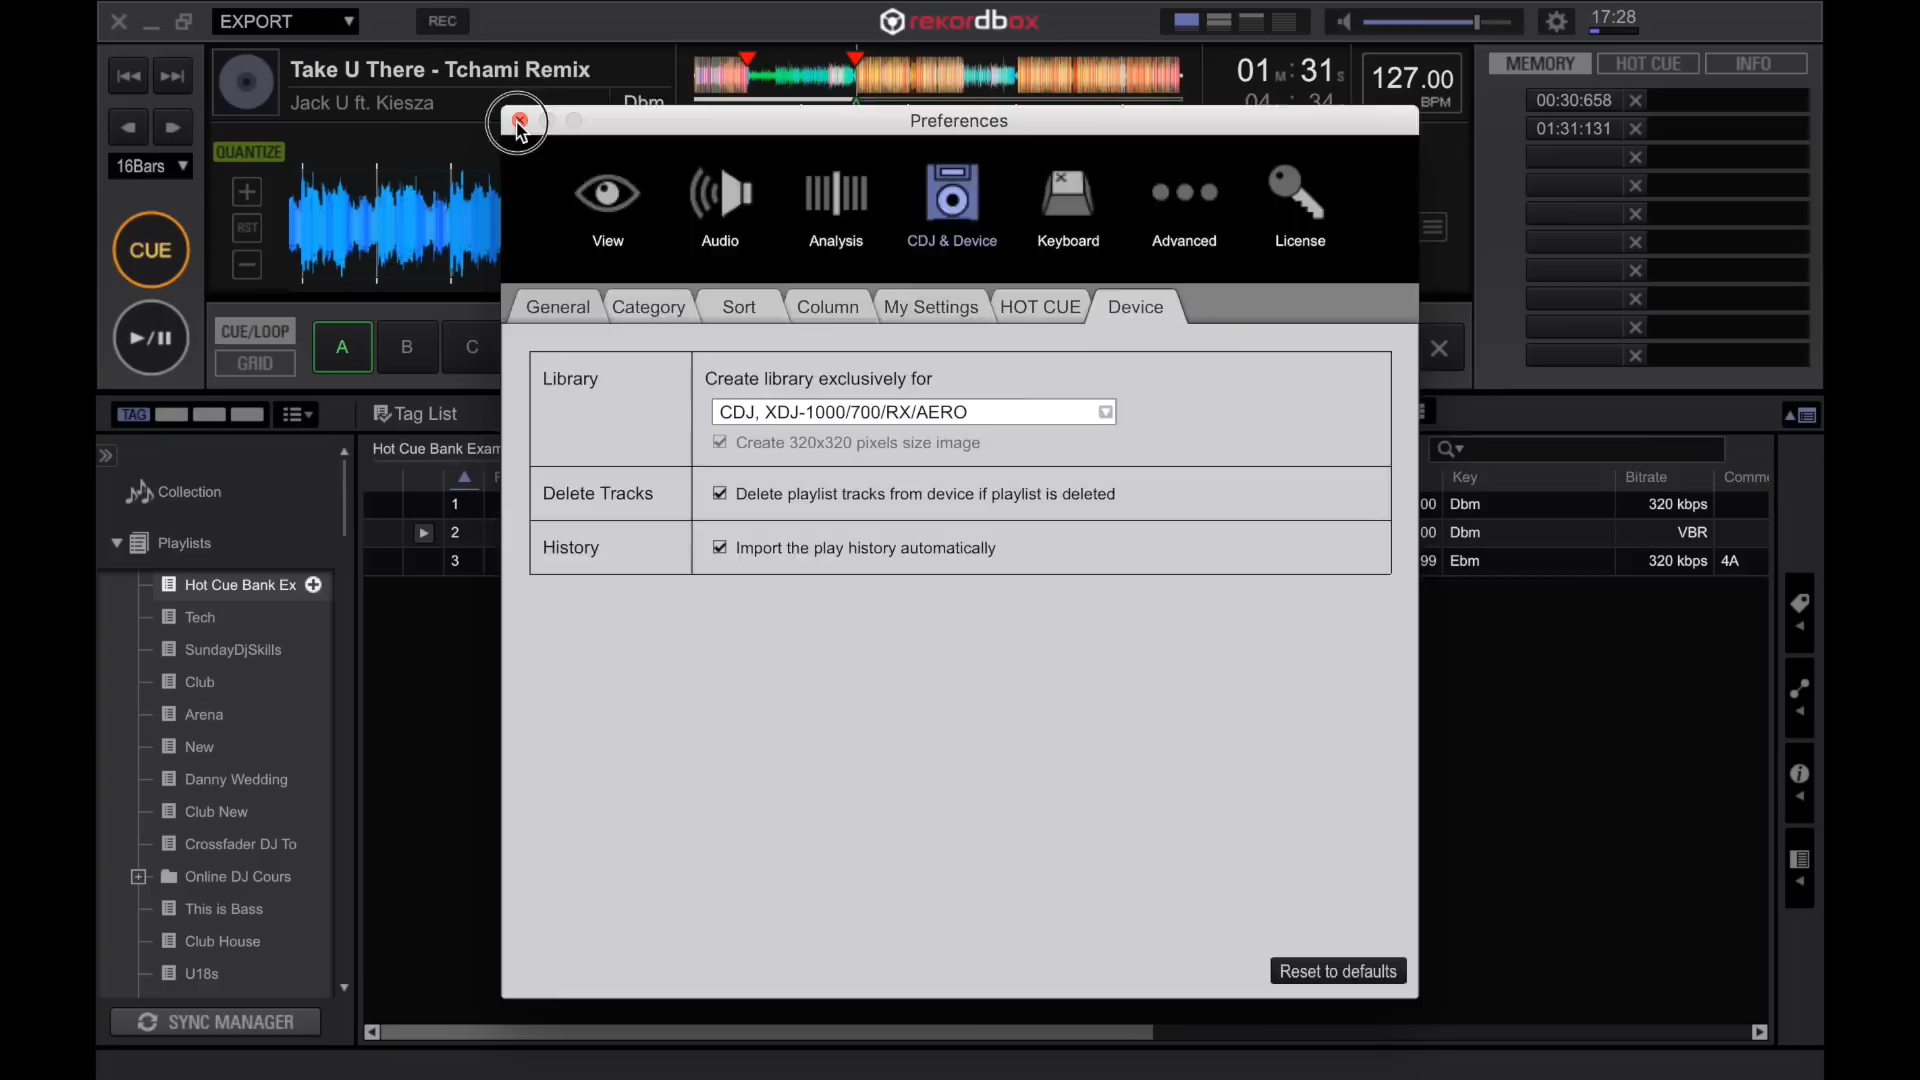 EXPORT
REC
rekordbox
17:28
Take U There - Tchami Remix
Jack U ft. Kiesza
Dbm
01 M : 31 S
127.00
BPM
MEMORY
HOT CUE
INFO
00:30:658
01:31:131
16Bars
QUANTIZE
RST
CUE
CUE/LOOP
GRID
A
B
C
Preferences
View
Audio
Analysis
CDJ & Device
Keyboard
Advanced
License
General
Category
Sort
Column
My Settings
HOT CUE
Device
Library
Create library exclusively for
CDJ, XDJ-1000/700/RX/AERO
Create 320x320 pixels size image
Delete Tracks
Delete playlist tracks from device if playlist is deleted
History
Import the play history automatically
Reset to defaults
TAG
Tag List
Hot Cue Bank Exam
Collection
Playlists
Hot Cue Bank Ex
Tech
SundayDjSkills
Club
Arena
New
Danny Wedding
Club New
Crossfader DJ To
Online DJ Cours
This is Bass
Club House
U18s
SYNC MANAGER
1
2
3
Key
Bitrate
Comme
00 Dbm 320 kbps
00 Dbm VBR
99 Ebm 320 kbps 4A